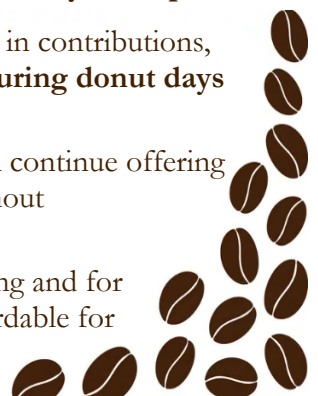 in contributions,
uring donut days
continue offering
out
ng and for
rdable for